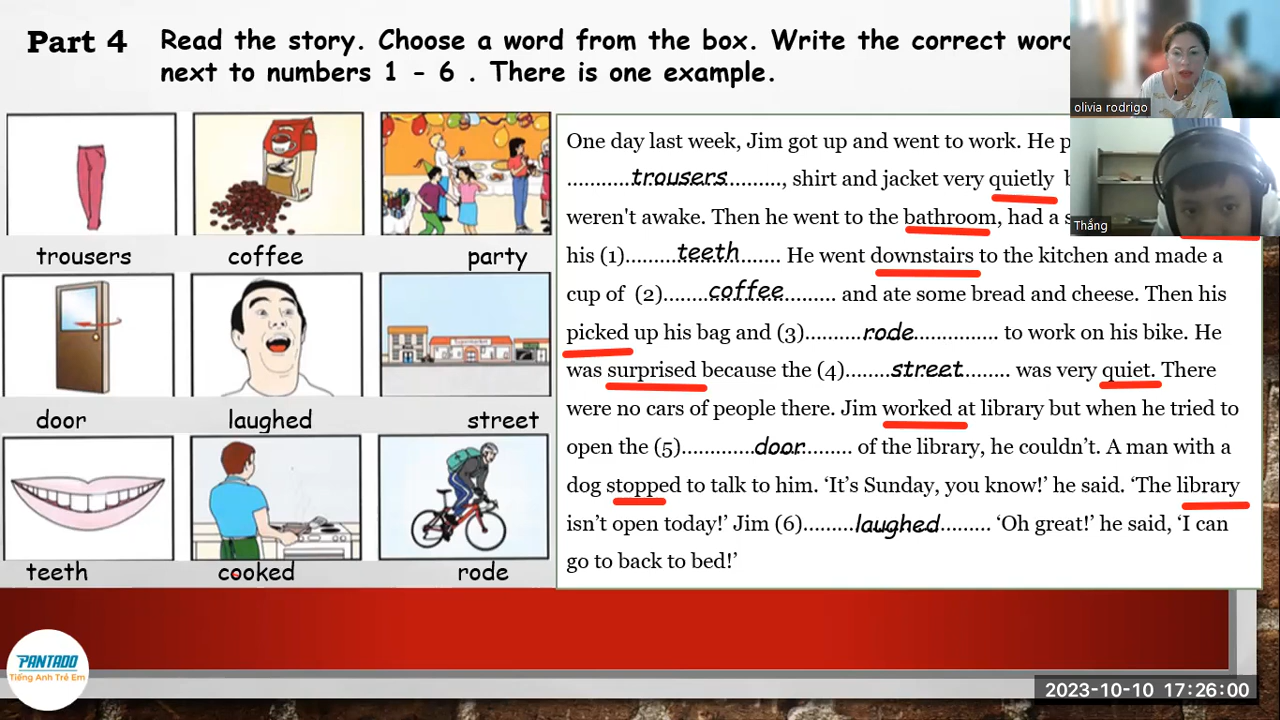 Part 4
Read the story. Choose a word from the box. Write the correct word
next to numbers 1 - 6 . There is one example.
olivia rodrigo
Thắng
trousers
coffee
party
door
laughed
street
teeth
cooked
rode
One day last week, Jim got up and went to work. He
............trousers............, shirt and jacket very quietly
weren't awake. Then he went to the bathroom, had a
his (1)..........teeth........ He went downstairs to the kitchen and made a
cup of (2)........coffee.......... and ate some bread and cheese. Then his
picked up his bag and (3)...........rode................ to work on his bike. He
was surprised because the (4)........street......... was very quiet. There
were no cars of people there. Jim worked at library but when he tried to
open the (5)..............door......... of the library, he couldn't. A man with a
dog stopped to talk to him. 'It's Sunday, you know!' he said. 'The library
isn't open today!' Jim (6).........laughed......... 'Oh great!' he said, 'I can
go to back to bed!'
PANTADO
Tiếng Anh Trẻ Em
2023-10-10 17:26:00